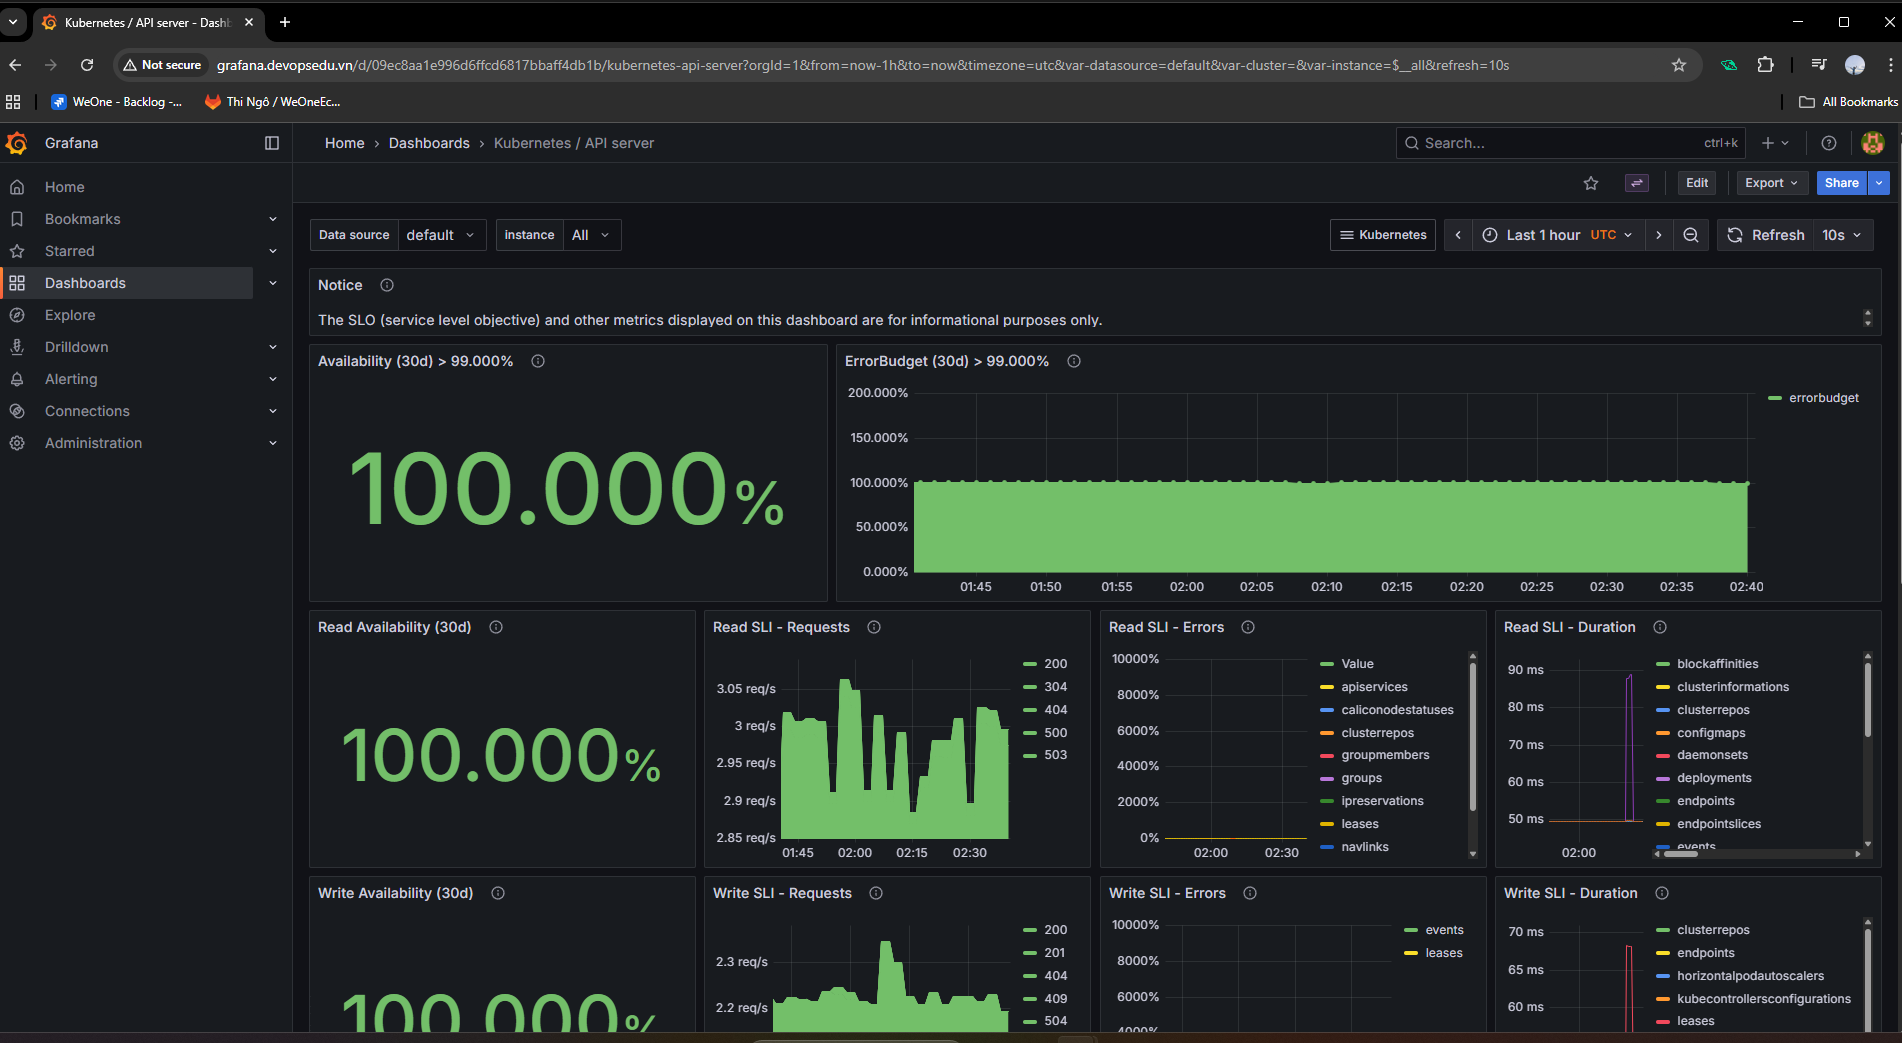 Kubernetes / API server - Dashb
Not secure
grafana.devopsedu.vn/d/09ec8aa1e996d6ffcd6817bbaff4db1b/kubernetes-api-server?orgId=1&from=now-1h&to=now&timezone=utc&var-datasource=default&var-cluster=&var-instance=$__all&refresh=10s
WeOne - Backlog -...
Thi Ngô / WeOneEc...
All Bookmarks
Grafana
Home
Bookmarks
Starred
Dashboards
Explore
Drilldown
Alerting
Connections
Administration
Home › Dashboards › Kubernetes / API server
Search... ctrl+k
Edit
Export
Share
Data source default
instance All
Kubernetes
Last 1 hour UTC
Refresh 10s
Notice
The SLO (service level objective) and other metrics displayed on this dashboard are for informational purposes only.
Availability (30d) > 99.000%
100.000%
ErrorBudget (30d) > 99.000%
200.000%
150.000%
100.000%
50.000%
0.000%
01:45 01:50 01:55 02:00 02:05 02:10 02:15 02:20 02:25 02:30 02:35 02:40
errorbudget
Read Availability (30d)
100.000%
Read SLI - Requests
3.05 req/s
3 req/s
2.95 req/s
2.9 req/s
2.85 req/s
01:45 02:00 02:15 02:30
200
304
404
500
503
Read SLI - Errors
10000%
8000%
6000%
4000%
2000%
0%
02:00 02:30
Value
apiservices
caliconodestatuses
clusterrepos
groupmembers
groups
ipreservations
leases
navlinks
Read SLI - Duration
90 ms
80 ms
70 ms
60 ms
50 ms
02:00
blockaffinities
clusterinformations
clusterrepos
configmaps
daemonsets
deployments
endpoints
endpointslices
events
Write Availability (30d)
100.000%
Write SLI - Requests
2.3 req/s
2.2 req/s
200
201
404
409
504
Write SLI - Errors
10000%
8000%
6000%
4000%
events
leases
Write SLI - Duration
70 ms
65 ms
60 ms
clusterrepos
endpoints
horizontalpodautoscalers
kubecontrollersconfigurations
leases